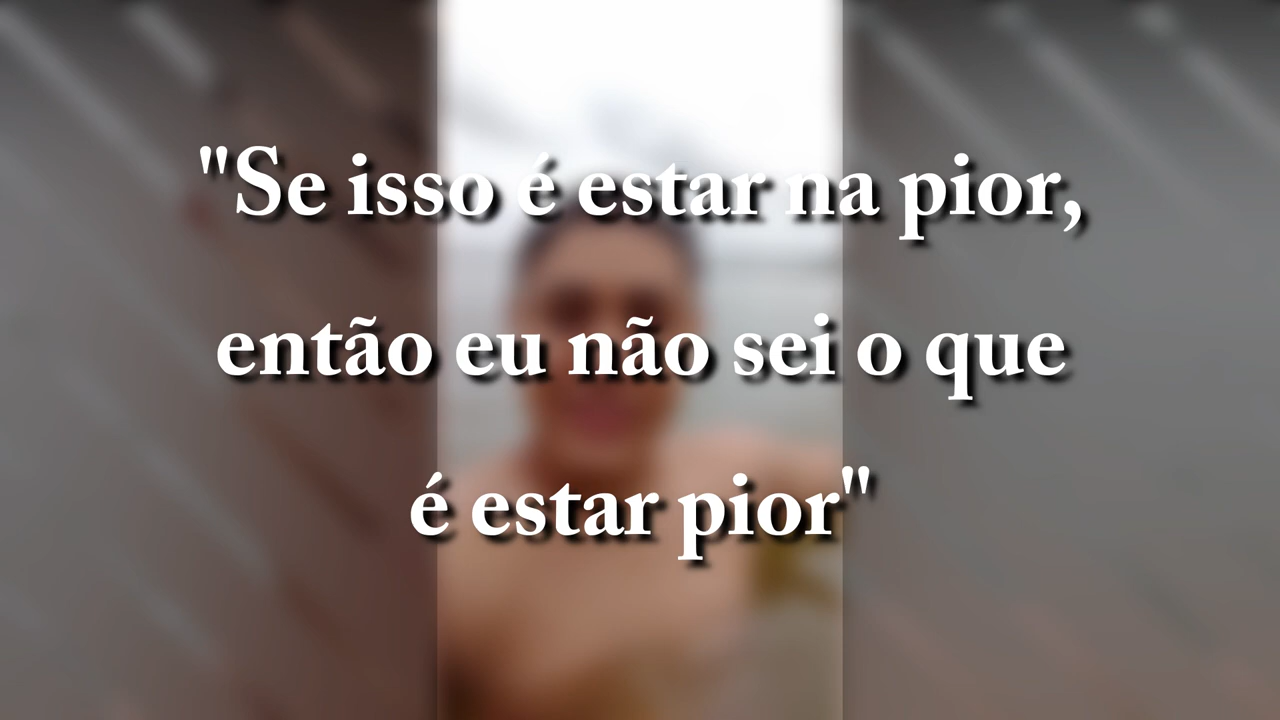 "Se isso é estar na pior,
então eu não sei o que
é estar pior"